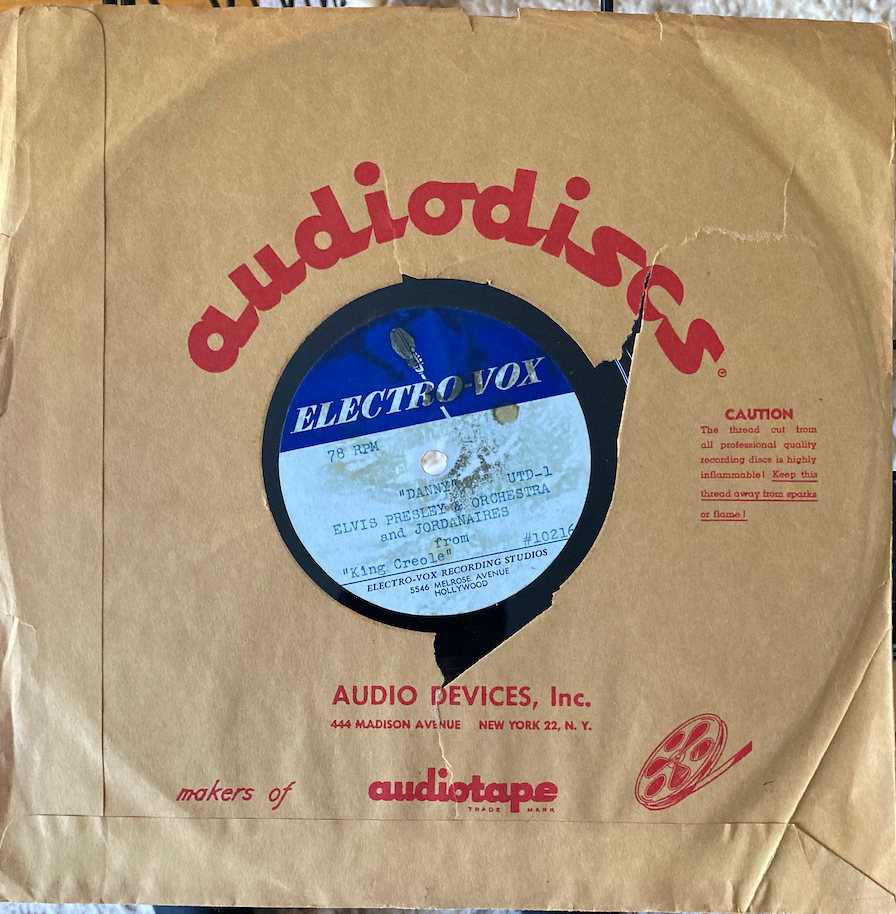 audiodiscs
ELECTRO-VOX
78 RPM
"DANNY" UTD-1
ELVIS PRESLEY & ORCHESTRA
and JORDANAIRES
from
"King Creole" #10216
ELECTRO-VOX RECORDING STUDIOS
5546 MELROSE AVENUE
HOLLYWOOD
CAUTION
The thread cut from
all professional quality
recording discs is highly
inflammable! Keep this
thread away from sparks
or flame!
AUDIO DEVICES, Inc.
444 MADISON AVENUE NEW YORK 22, N. Y.
makers of audiotape
TRADE MARK